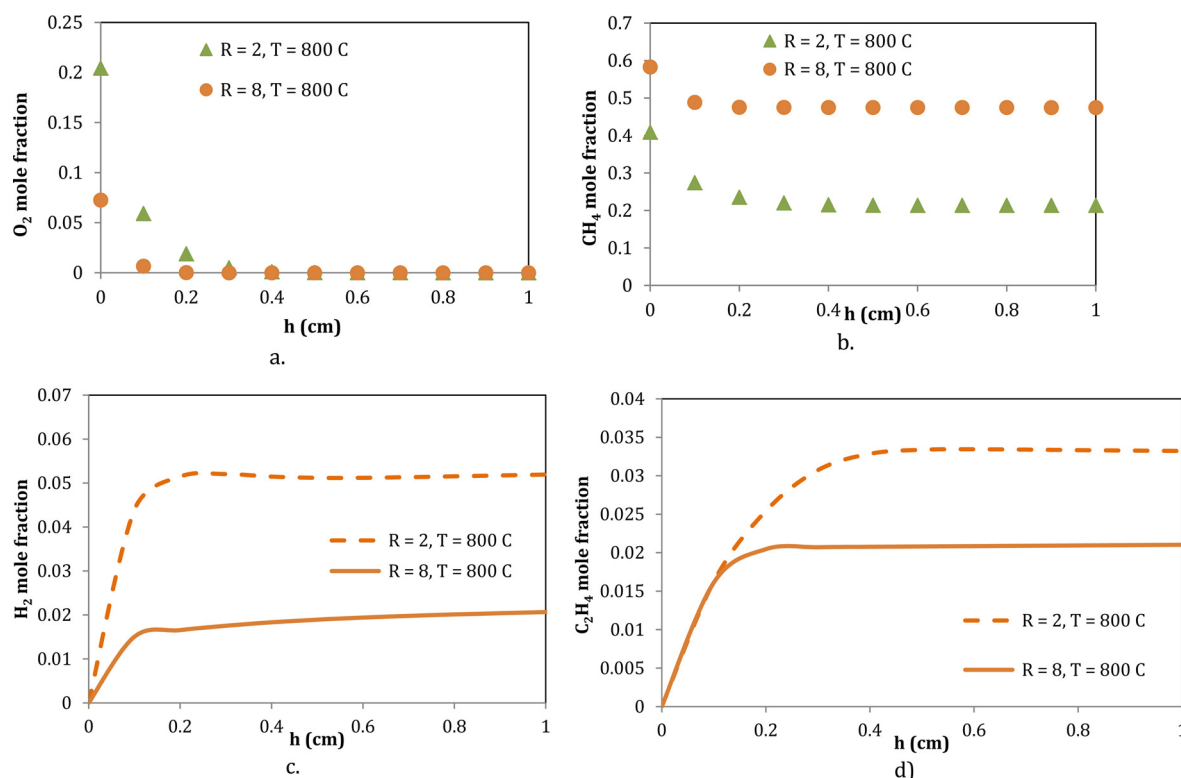 0.25
0.2
0.15
0.1
0.05
0
O2 mole fraction
R = 2, T = 800 C
R = 8, T = 800 C
0 0.2 0.4 0.6 0.8 1
h (cm)
a.
0.7
0.6
0.5
0.4
0.3
0.2
0.1
0
CH4 mole fraction
R = 2, T = 800 C
R = 8, T = 800 C
0 0.2 0.4 0.6 0.8 1
h (cm)
b.
0.07
0.06
0.05
0.04
0.03
0.02
0.01
0
H2 mole fraction
R = 2, T = 800 C
R = 8, T = 800 C
0 0.2 0.4 0.6 0.8 1
h (cm)
c.
0.04
0.035
0.03
0.025
0.02
0.015
0.01
0.005
0
C2H4 mole fraction
R = 2, T = 800 C
R = 8, T = 800 C
0 0.2 0.4 0.6 0.8 1
h (cm)
d)